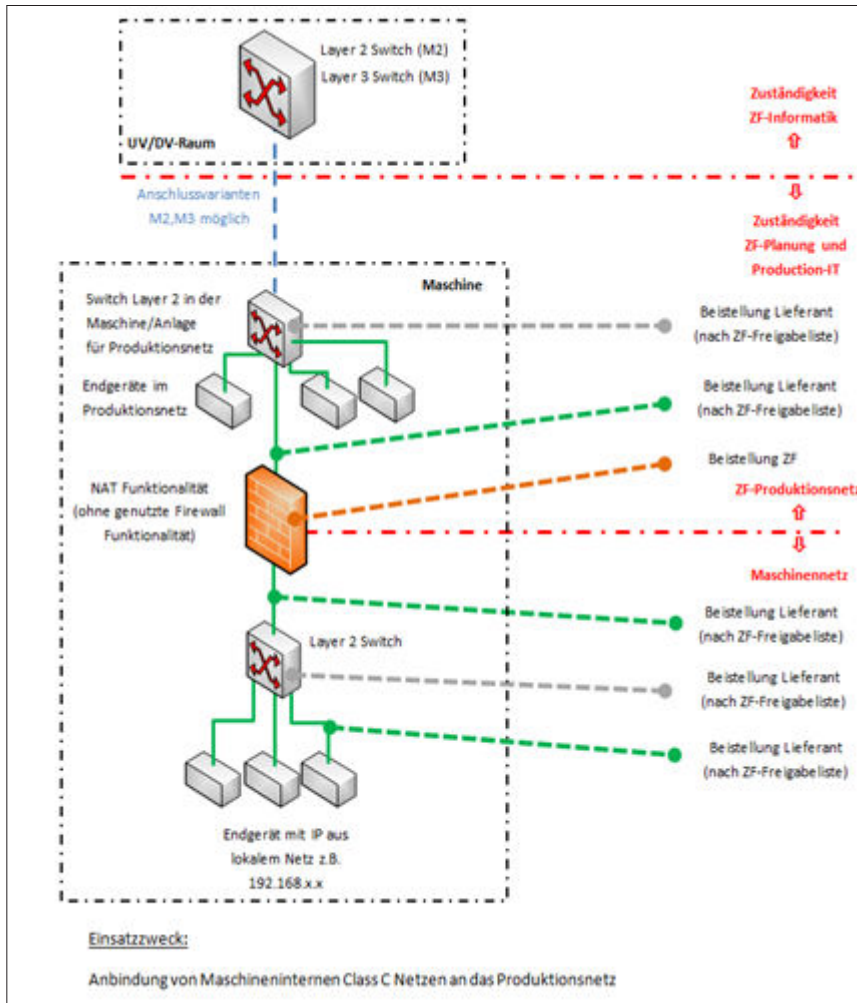 Layer 2 Switch (M2)
Layer 3 Switch (M3)
UV/DV-Raum
Zuständigkeit
ZF-Informatik
Anschlussvarianten
M2,M3 möglich
Zuständigkeit
ZF-Planung und
Production-IT
Maschine
Switch Layer 2 in der
Maschine/Anlage
für Produktionsnetz
Beistellung Lieferant
(nach ZF-Freigabeliste)
Endgeräte im
Produktionsnetz
Beistellung Lieferant
(nach ZF-Freigabeliste)
Beistellung ZF
NAT Funktionalität
(ohne genutzte Firewall
Funktionalität)
ZF-Produktionsnetz
Maschinennetz
Beistellung Lieferant
(nach ZF-Freigabeliste)
Layer 2 Switch
Beistellung Lieferant
(nach ZF-Freigabeliste)
Beistellung Lieferant
(nach ZF-Freigabeliste)
Endgerät mit IP aus
lokalem Netz z.B.
192.168.x.x
Einsatzzweck:
Anbindung von Maschineninternen Class C Netzen an das Produktionsnetz